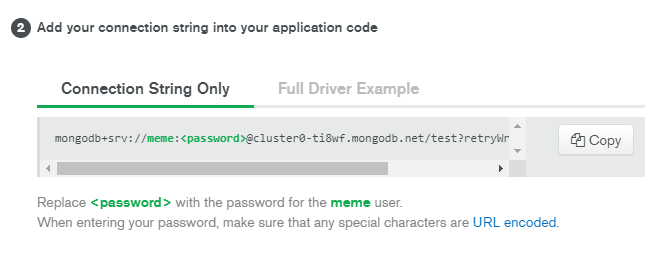 2 Add your connection string into your application code
Connection String Only Full Driver Example
mongodb+srv://meme:<password>@cluster0-ti8wf.mongodb.net/test?retryWr
Copy
Replace <password> with the password for the meme user.
When entering your password, make sure that any special characters are URL encoded.